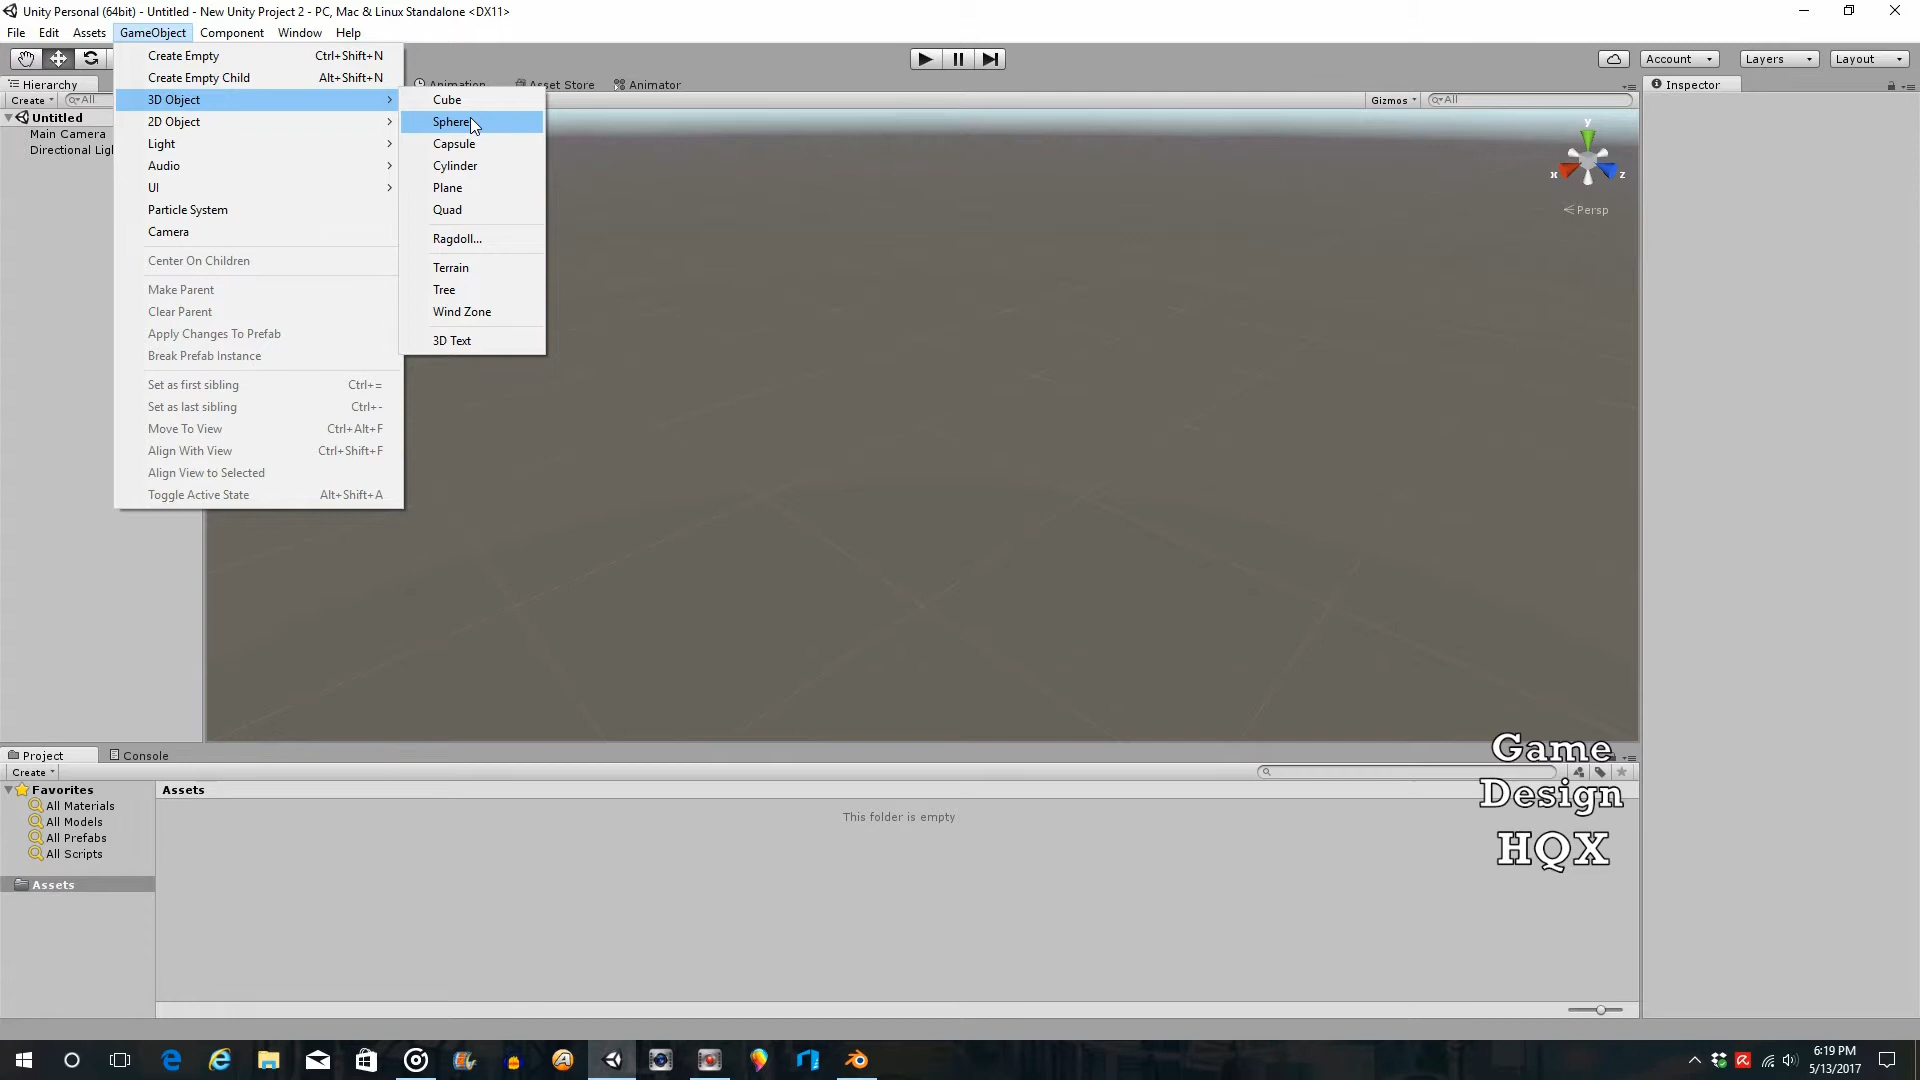 Unity Personal (64bit) - Untitled - New Unity Project 2 - PC, Mac & Linux Standalone <DX11>
File Edit Assets GameObject Component Window Help
Account Layers Layout
Hierarchy
Animation Asset Store Animator
Inspector
Create All
Gizmos All
Untitled
Main Camera
Directional Ligh
Create Empty Ctrl+Shift+N
Create Empty Child Alt+Shift+N
3D Object
2D Object
Light
Audio
UI
Particle System
Camera
Center On Children
Make Parent
Clear Parent
Apply Changes To Prefab
Break Prefab Instance
Set as first sibling Ctrl+=
Set as last sibling Ctrl+-
Move To View Ctrl+Alt+F
Align With View Ctrl+Shift+F
Align View to Selected
Toggle Active State Alt+Shift+A
Cube
Sphere
Capsule
Cylinder
Plane
Quad
Ragdoll...
Terrain
Tree
Wind Zone
3D Text
y
x z
Persp
Project Console
Create
Favorites
All Materials
All Models
All Prefabs
All Scripts
Assets
Assets
This folder is empty
Game
Design
HQX
6:19 PM
5/13/2017